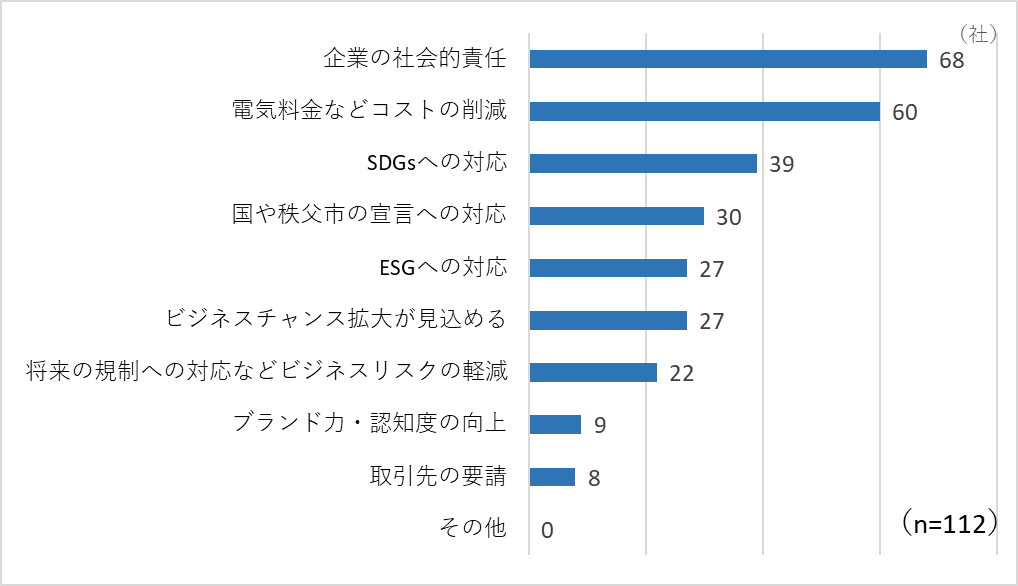 （社）
企業の社会的責任 68
電気料金などコストの削減 60
SDGsへの対応 39
国や秩父市の宣言への対応 30
ESGへの対応 27
ビジネスチャンス拡大が見込める 27
将来の規制への対応などビジネスリスクの軽減 22
ブランド力・認知度の向上 9
取引先の要請 8
その他 0
（n=112）